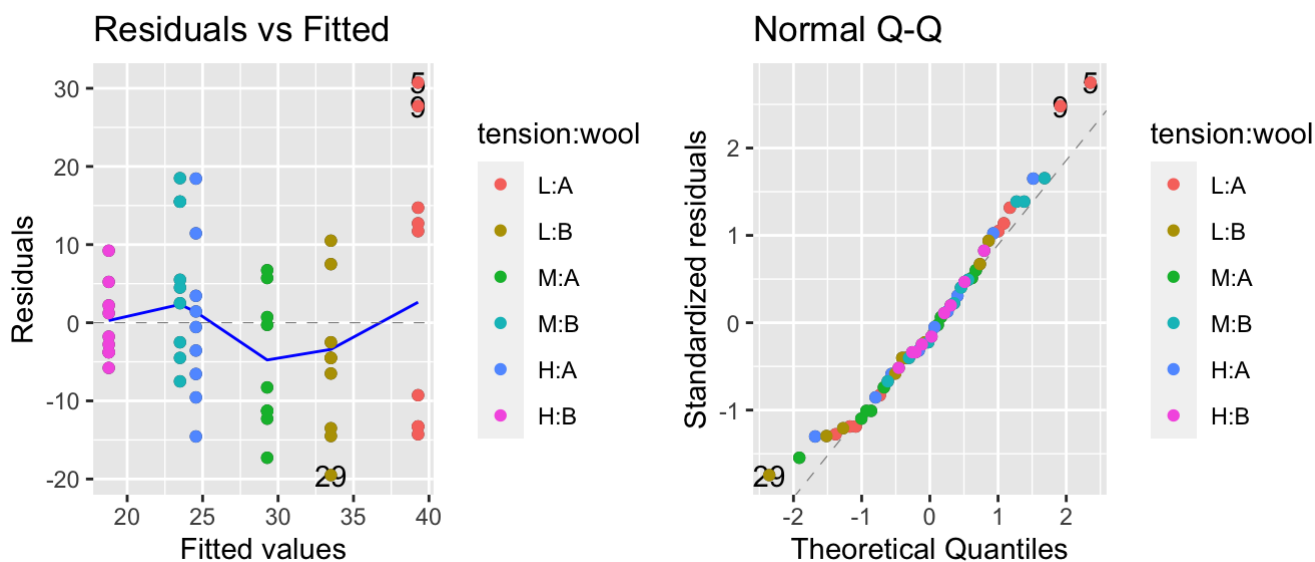 Residuals vs Fitted
Normal Q-Q
5
9
30
20
10
0
-10
-20
Residuals
29
20
25
30
35
40
Fitted values
tension:wool
L:A
L:B
M:A
M:B
H:A
H:B
5
9
2
1
0
-1
Standardized residuals
29
-2
-1
0
1
2
Theoretical Quantiles
tension:wool
L:A
L:B
M:A
M:B
H:A
H:B